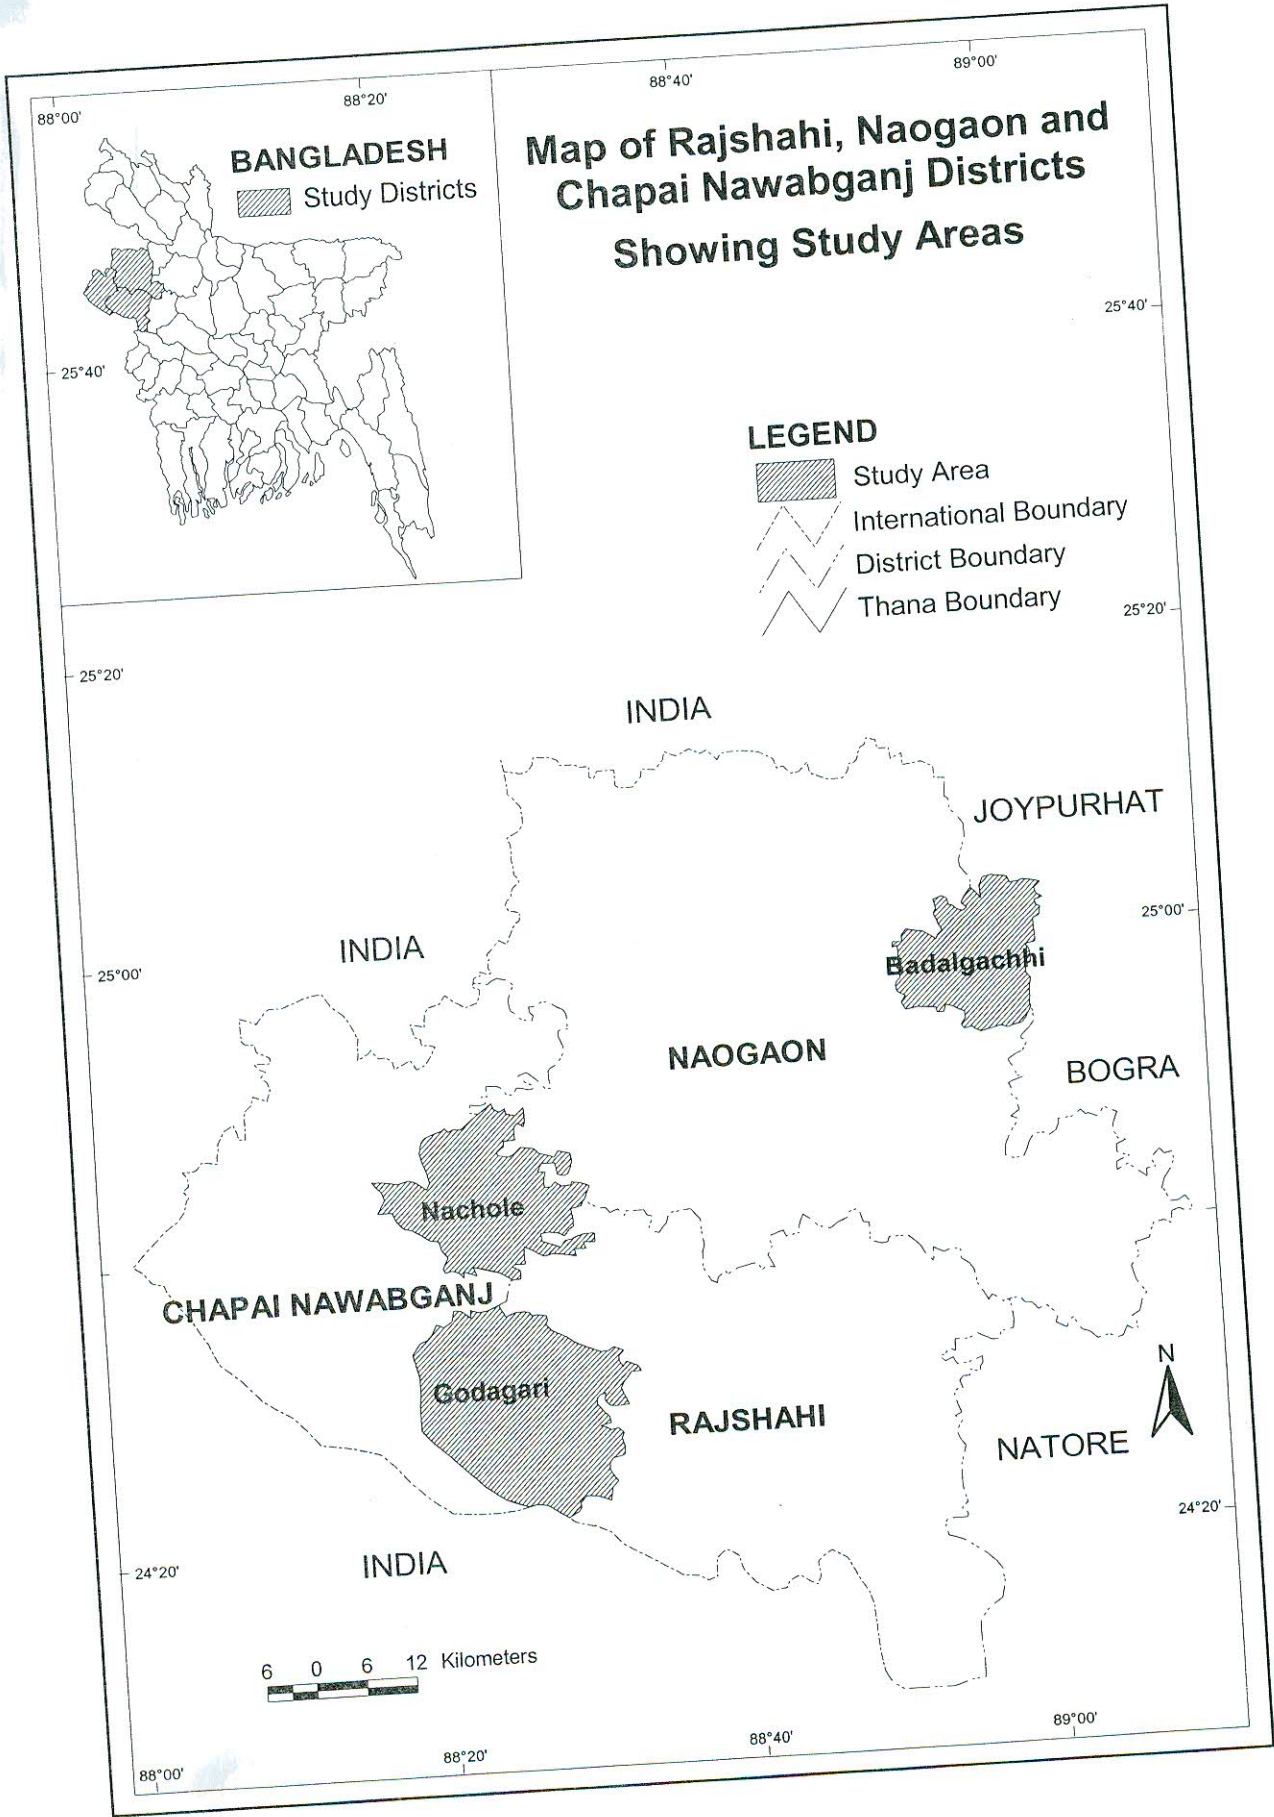 88°00'
88°20'
88°40'
89°00'
BANGLADESH
Study Districts
Map of Rajshahi, Naogaon and
Chapai Nawabganj Districts
Showing Study Areas
25°40'
25°40'
LEGEND
Study Area
International Boundary
District Boundary
Thana Boundary
25°20'
25°20'
INDIA
JOYPURHAT
25°00'
INDIA
25°00'
Badalgachhi
NAOGAON
BOGRA
Nachole
CHAPAI NAWABGANJ
N
Godagari
RAJSHAHI
NATORE
24°20'
INDIA
24°20'
6 0 6 12 Kilometers
88°00'
88°20'
88°40'
89°00'